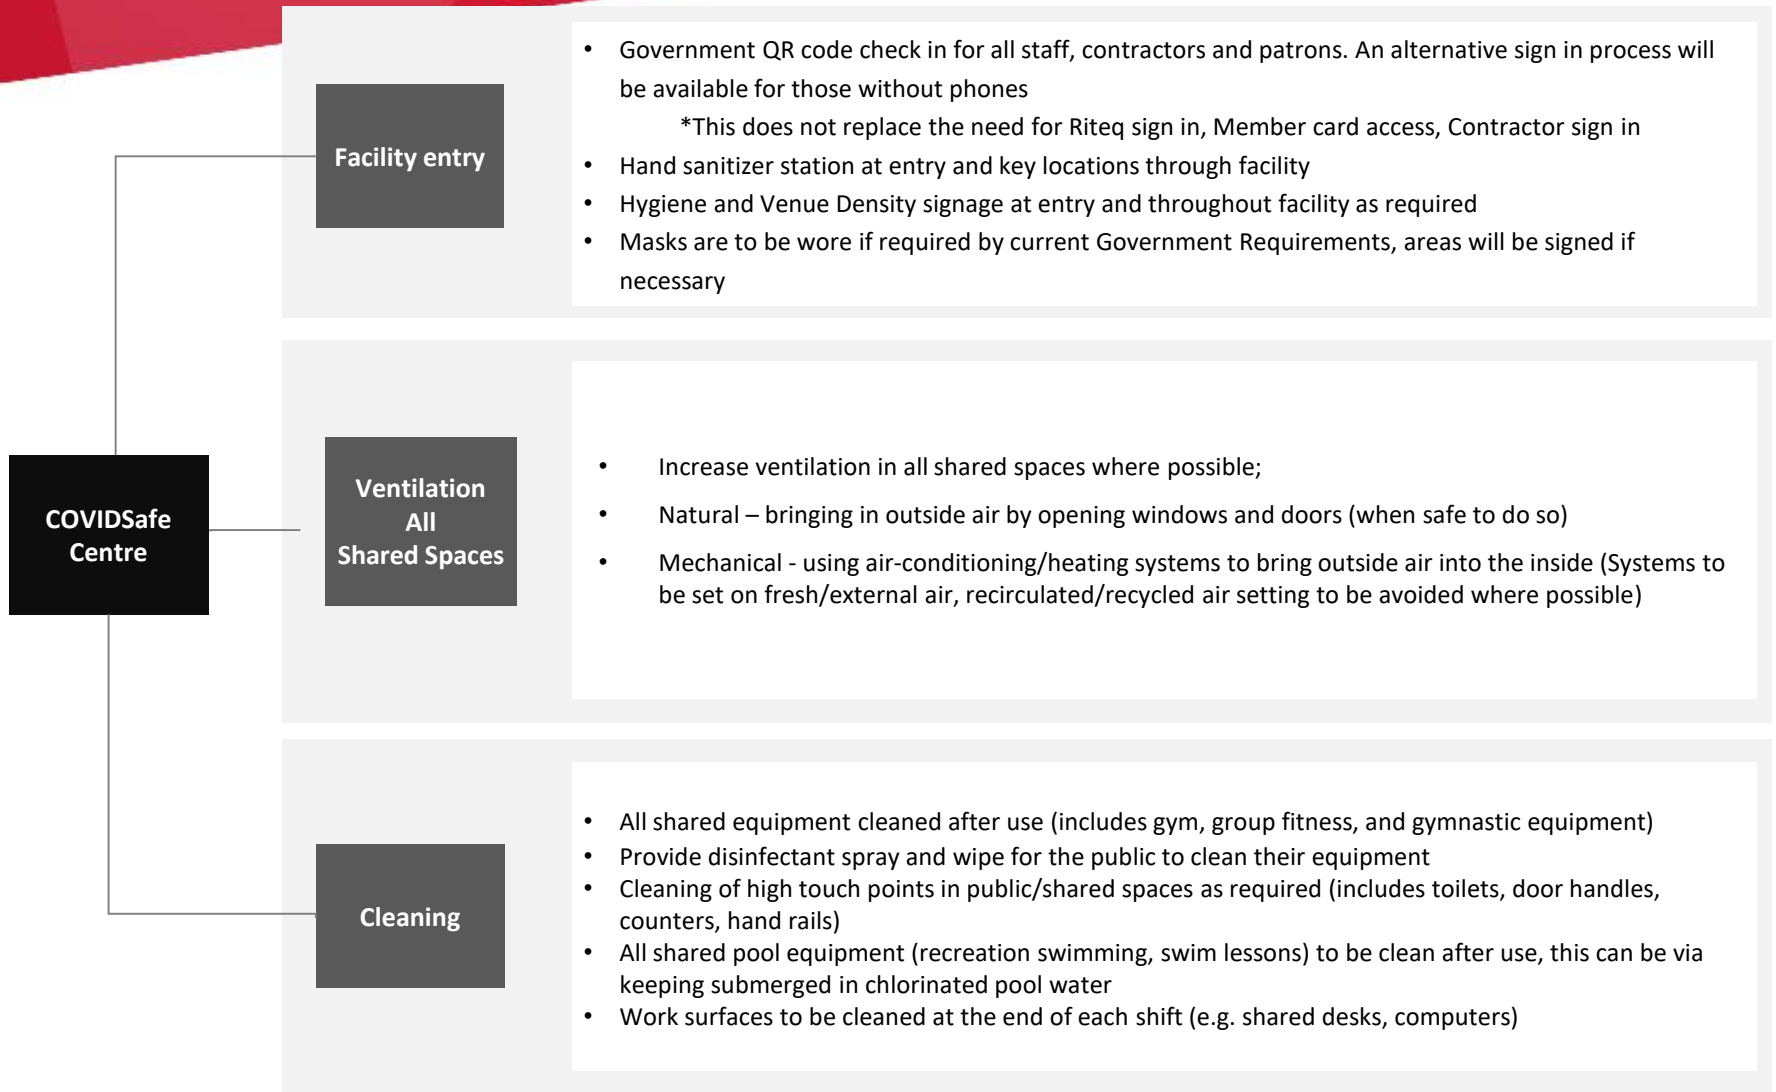 • Government QR code check in for all staff, contractors and patrons. An alternative sign in process will
be available for those without phones
*This does not replace the need for Riteq sign in, Member card access, Contractor sign in
• Hand sanitizer station at entry and key locations through facility
• Hygiene and Venue Density signage at entry and throughout facility as required
• Masks are to be wore if required by current Government Requirements, areas will be signed if
necessary
Facility entry
COVIDSafe
Centre
Ventilation
All
Shared Spaces
• Increase ventilation in all shared spaces where possible;
• Natural – bringing in outside air by opening windows and doors (when safe to do so)
• Mechanical - using air-conditioning/heating systems to bring outside air into the inside (Systems to
be set on fresh/external air, recirculated/recycled air setting to be avoided where possible)
Cleaning
• All shared equipment cleaned after use (includes gym, group fitness, and gymnastic equipment)
• Provide disinfectant spray and wipe for the public to clean their equipment
• Cleaning of high touch points in public/shared spaces as required (includes toilets, door handles,
counters, hand rails)
• All shared pool equipment (recreation swimming, swim lessons) to be clean after use, this can be via
keeping submerged in chlorinated pool water
• Work surfaces to be cleaned at the end of each shift (e.g. shared desks, computers)